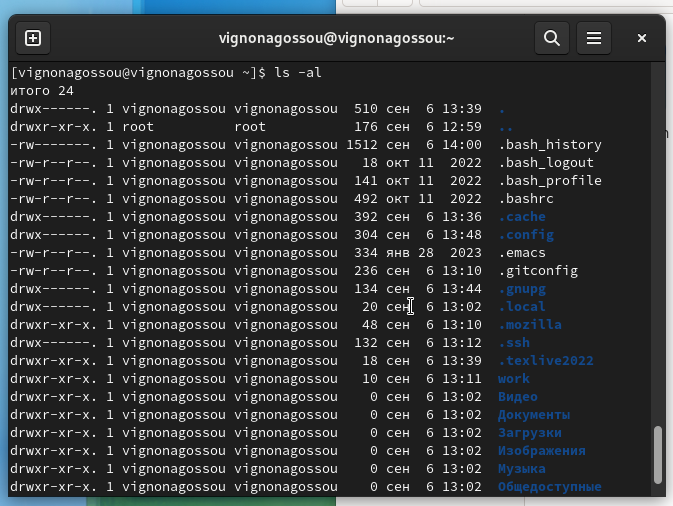 vignonagossou@vignonagossou:~
[vignonagossou@vignonagossou ~]$ ls -al
итого 24
drwx------. 1 vignonagossou vignonagossou  510 сен  6 13:39 .
drwxr-xr-x. 1 root          root           176 сен  6 12:59 ..
-rw-------. 1 vignonagossou vignonagossou 1512 сен  6 14:00 .bash_history
-rw-r--r--. 1 vignonagossou vignonagossou   18 окт 11  2022 .bash_logout
-rw-r--r--. 1 vignonagossou vignonagossou  141 окт 11  2022 .bash_profile
-rw-r--r--. 1 vignonagossou vignonagossou  492 окт 11  2022 .bashrc
drwx------. 1 vignonagossou vignonagossou  392 сен  6 13:36 .cache
drwx------. 1 vignonagossou vignonagossou  304 сен  6 13:48 .config
-rw-r--r--. 1 vignonagossou vignonagossou  334 янв 28  2023 .emacs
-rw-r--r--. 1 vignonagossou vignonagossou  236 сен  6 13:10 .gitconfig
drwx------. 1 vignonagossou vignonagossou  134 сен  6 13:44 .gnupg
drwx------. 1 vignonagossou vignonagossou   20 сен  6 13:02 .local
drwxr-xr-x. 1 vignonagossou vignonagossou   48 сен  6 13:10 .mozilla
drwx------. 1 vignonagossou vignonagossou  132 сен  6 13:12 .ssh
drwxr-xr-x. 1 vignonagossou vignonagossou   18 сен  6 13:39 .texlive2022
drwxr-xr-x. 1 vignonagossou vignonagossou   10 сен  6 13:11 work
drwxr-xr-x. 1 vignonagossou vignonagossou    0 сен  6 13:02 Видео
drwxr-xr-x. 1 vignonagossou vignonagossou    0 сен  6 13:02 Документы
drwxr-xr-x. 1 vignonagossou vignonagossou    0 сен  6 13:02 Загрузки
drwxr-xr-x. 1 vignonagossou vignonagossou    0 сен  6 13:02 Изображения
drwxr-xr-x. 1 vignonagossou vignonagossou    0 сен  6 13:02 Музыка
drwxr-xr-x. 1 vignonagossou vignonagossou    0 сен  6 13:02 Общедоступные